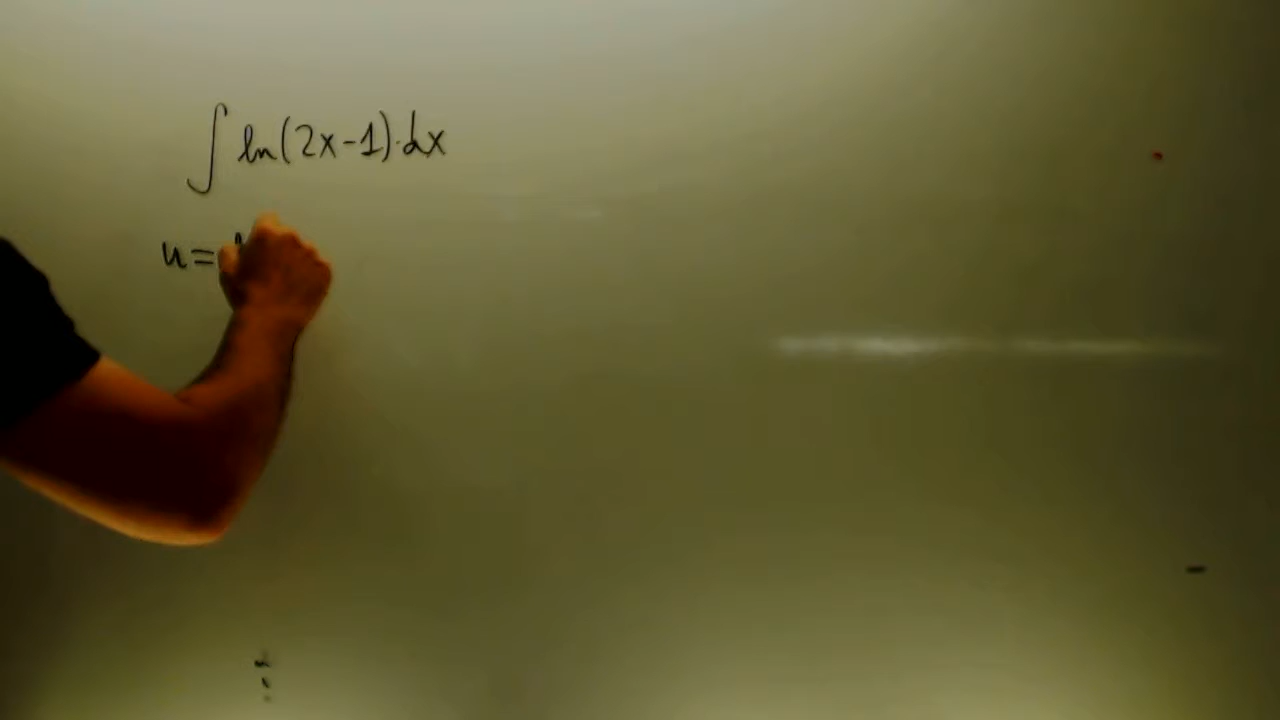 ∫ ln(2x-1)·dx
u=